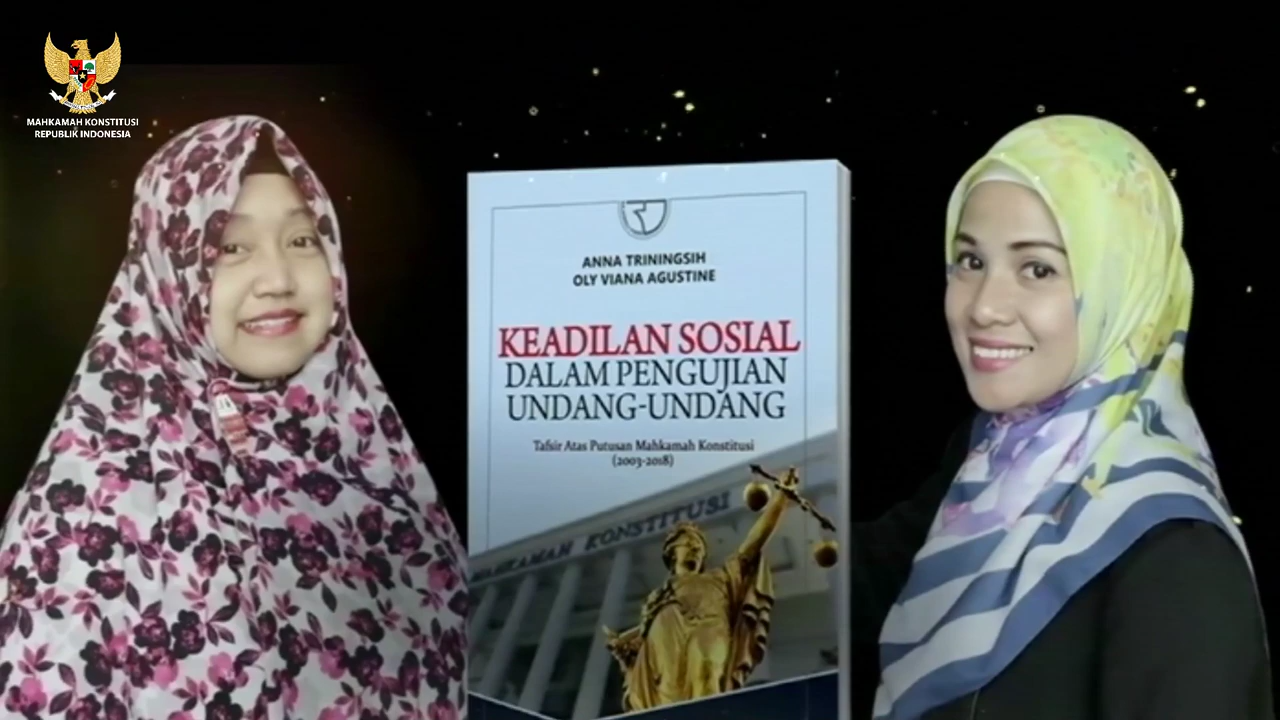 MAHKAMAH KONSTITUSI
REPUBLIK INDONESIA
ANNA TRININGSIH
OLY VIANA AGUSTINE
KEADILAN SOSIAL
DALAM PENGUJIAN
UNDANG-UNDANG
Tafsir Atas Putusan Mahkamah Konstitusi
(2003-2018)
MAHKAMAH KONSTITUSI